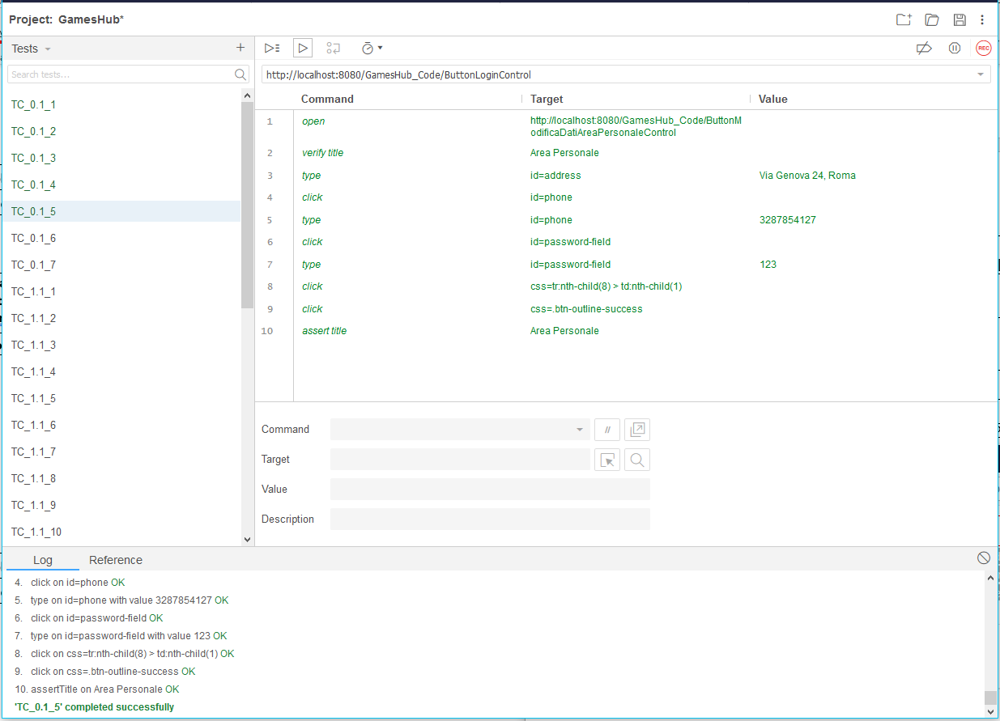 Project: GamesHub*
Tests
Search tests...
TC_0.1_1
TC_0.1_2
TC_0.1_3
TC_0.1_4
TC_0.1_5
TC_0.1_6
TC_0.1_7
TC_1.1_1
TC_1.1_2
TC_1.1_3
TC_1.1_4
TC_1.1_5
TC_1.1_6
TC_1.1_7
TC_1.1_8
TC_1.1_9
TC_1.1_10
REC
http://localhost:8080/GamesHub_Code/ButtonLoginControl
Command Target Value
1 open http://localhost:8080/GamesHub_Code/ButtonM
odificaDatiAreaPersonaleControl
2 verify title Area Personale
3 type id=address Via Genova 24, Roma
4 click id=phone
5 type id=phone 3287854127
6 click id=password-field
7 type id=password-field 123
8 click css=tr:nth-child(8) > td:nth-child(1)
9 click css=.btn-outline-success
10 assert title Area Personale
Command //
Target
Value
Description
Log Reference
4. click on id=phone OK
5. type on id=phone with value 3287854127 OK
6. click on id=password-field OK
7. type on id=password-field with value 123 OK
8. click on css=tr:nth-child(8) > td:nth-child(1) OK
9. click on css=.btn-outline-success OK
10. assertTitle on Area Personale OK
'TC_0.1_5' completed successfully